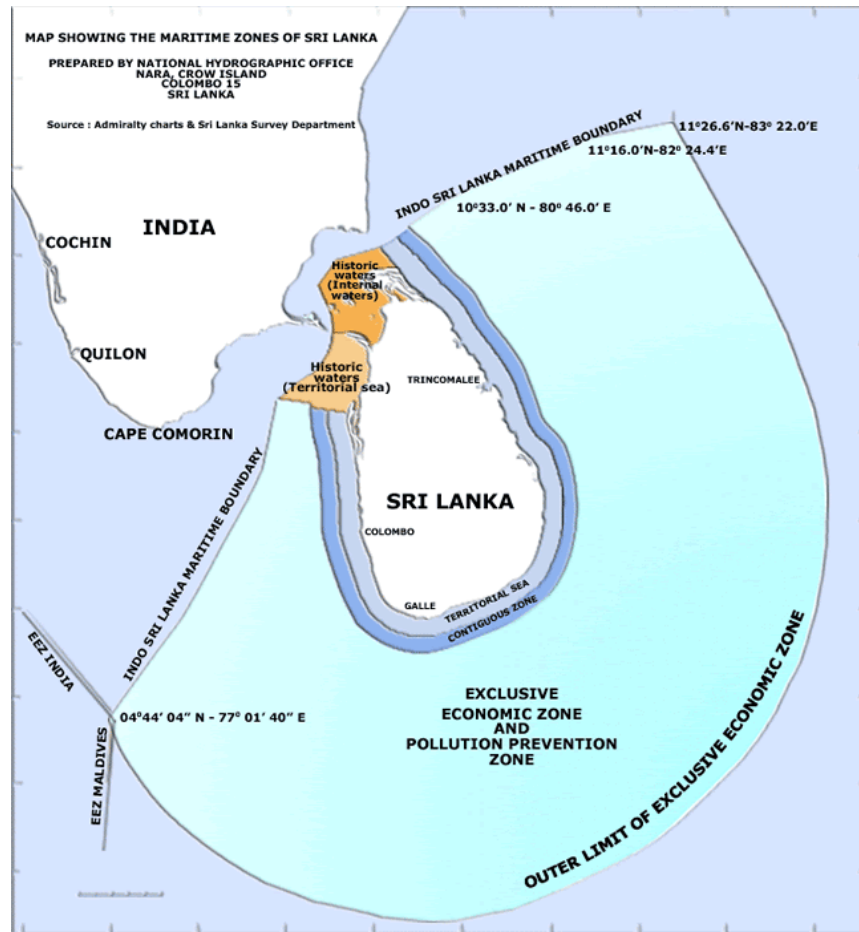 MAP SHOWING THE MARITIME ZONES OF SRI LANKA
PREPARED BY NATIONAL HYDROGRAPHIC OFFICE
NARA, CROW ISLAND
COLOMBO 15
SRI LANKA
Source : Admiralty charts & Sri Lanka Survey Department
INDO SRI LANKA MARITIME BOUNDARY
11°26.6'N-83° 22.0'E
11°16.0'N-82° 24.4'E
10°33.0' N - 80° 46.0' E
INDIA
COCHIN
Historic
waters
(Internal
waters)
QUILON
Historic
waters
(Territorial sea)
TRINCOMALEE
CAPE COMORIN
SRI LANKA
COLOMBO
GALLE
TERRITORIAL SEA
CONTIGUOUS ZONE
INDO SRI LANKA MARITIME BOUNDARY
EEZ INDIA
04°44' 04" N - 77° 01' 40" E
EEZ MALDIVES
EXCLUSIVE
ECONOMIC ZONE
AND
POLLUTION PREVENTION
ZONE
OUTER LIMIT OF EXCLUSIVE ECONOMIC ZONE